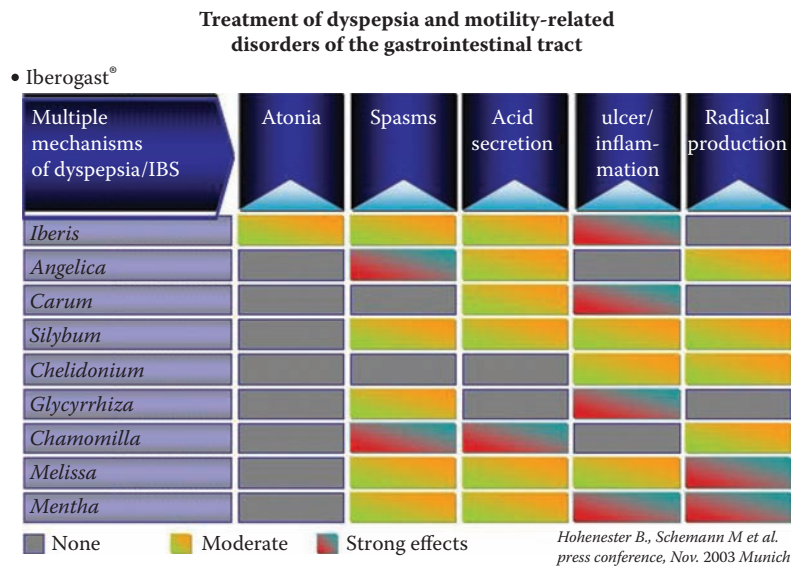 Treatment of dyspepsia and motility-related
disorders of the gastrointestinal tract
• Iberogast®
Multiple
mechanisms
of dyspepsia/IBS
Atonia
Spasms
Acid
secretion
ulcer/
inflam-
mation
Radical
production
Iberis
Angelica
Carum
Silybum
Chelidonium
Glycyrrhiza
Chamomilla
Melissa
Mentha
None
Moderate
Strong effects
Hohenester B., Schemann M et al.
press conference, Nov. 2003 Munich